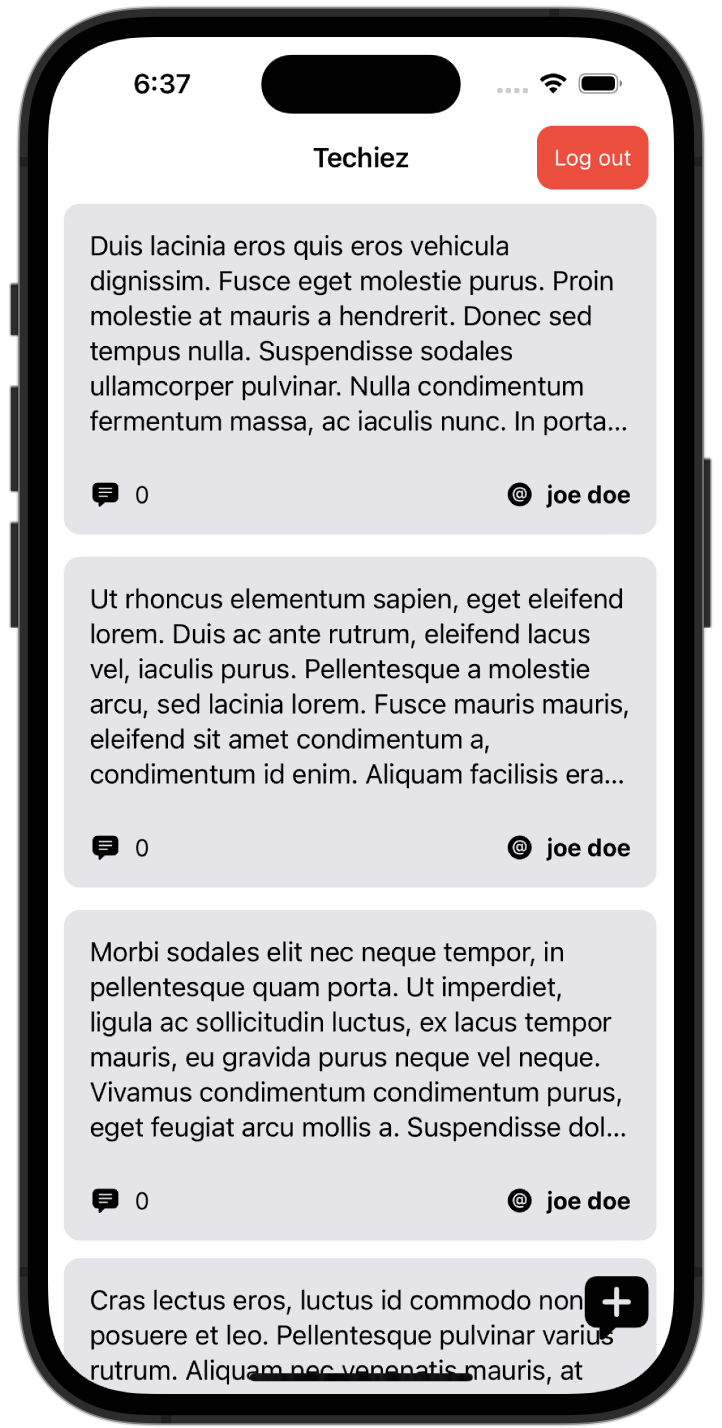 6:37
Techiez
Log out
Duis lacinia eros quis eros vehicula
dignissim. Fusce eget molestie purus. Proin
molestie at mauris a hendrerit. Donec sed
tempus nulla. Suspendisse sodales
ullamcorper pulvinar. Nulla condimentum
fermentum massa, ac iaculis nunc. In porta...
0
@ joe doe
Ut rhoncus elementum sapien, eget eleifend
lorem. Duis ac ante rutrum, eleifend lacus
vel, iaculis purus. Pellentesque a molestie
arcu, sed lacinia lorem. Fusce mauris mauris,
eleifend sit amet condimentum a,
condimentum id enim. Aliquam facilisis era...
0
@ joe doe
Morbi sodales elit nec neque tempor, in
pellentesque quam porta. Ut imperdiet,
ligula ac sollicitudin luctus, ex lacus tempor
mauris, eu gravida purus neque vel neque.
Vivamus condimentum condimentum purus,
eget feugiat arcu mollis a. Suspendisse dol...
0
@ joe doe
Cras lectus eros, luctus id commodo non
posuere et leo. Pellentesque pulvinar varius
rutrum. Aliquam nec venenatis mauris, at